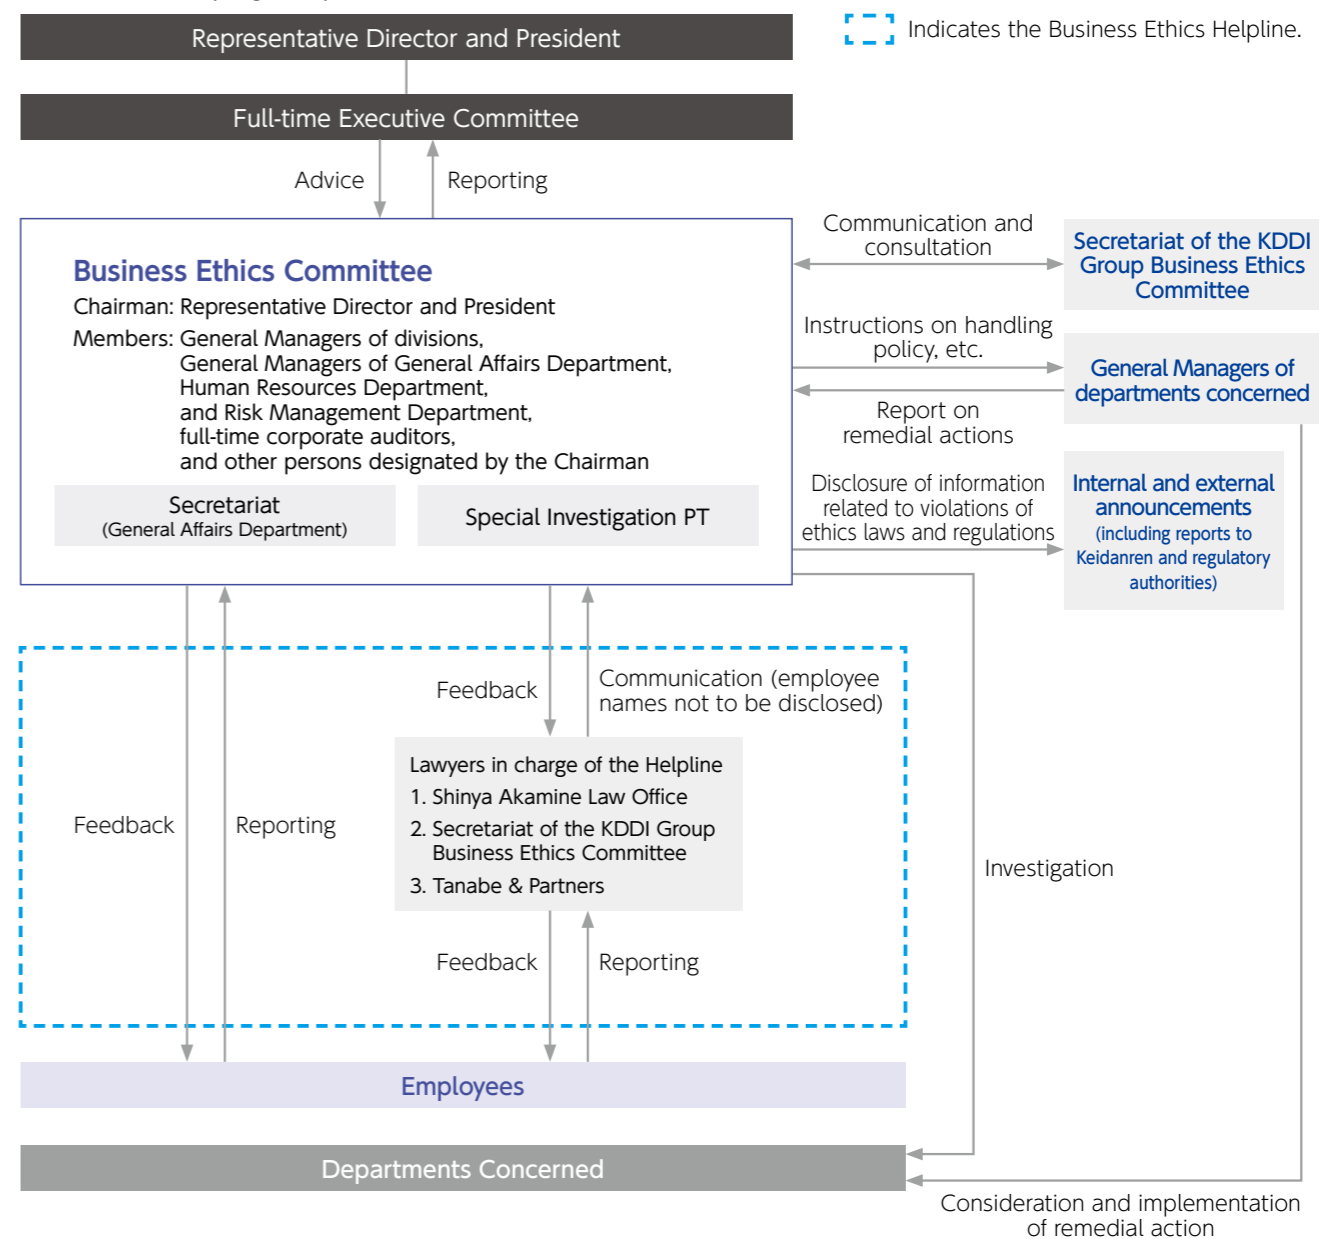 Representative Director and President
Indicates the Business Ethics Helpline.
Full-time Executive Committee
Advice
Reporting
Business Ethics Committee
Chairman: Representative Director and President
Members: General Managers of divisions,
General Managers of General Affairs Department,
Human Resources Department,
and Risk Management Department,
full-time corporate auditors,
and other persons designated by the Chairman
Secretariat
(General Affairs Department)
Special Investigation PT
Communication and
consultation
Secretariat of the KDDI
Group Business Ethics
Committee
Instructions on handling
policy, etc.
General Managers of
departments concerned
Report on
remedial actions
Disclosure of information
related to violations of
ethics laws and regulations
Internal and external
announcements
(including reports to
Keidanren and regulatory
authorities)
Feedback
Communication (employee
names not to be disclosed)
Lawyers in charge of the Helpline
1. Shinya Akamine Law Office
2. Secretariat of the KDDI Group
Business Ethics Committee
3. Tanabe & Partners
Feedback
Reporting
Investigation
Feedback
Reporting
Employees
Departments Concerned
Consideration and implementation
of remedial action